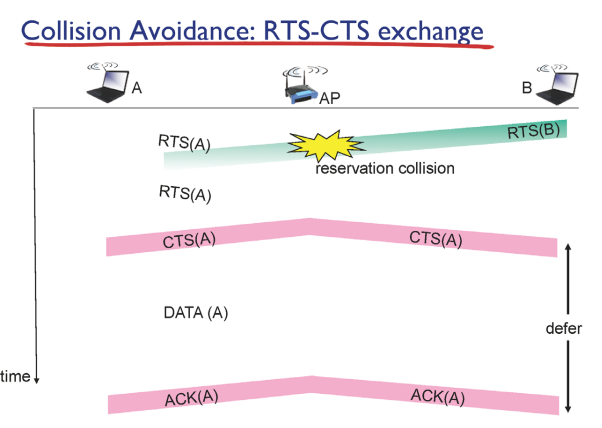 Collision Avoidance: RTS-CTS exchange
A
AP
B
RTS(A)
RTS(B)
reservation collision
RTS(A)
CTS(A)
CTS(A)
DATA (A)
defer
time
ACK(A)
ACK(A)